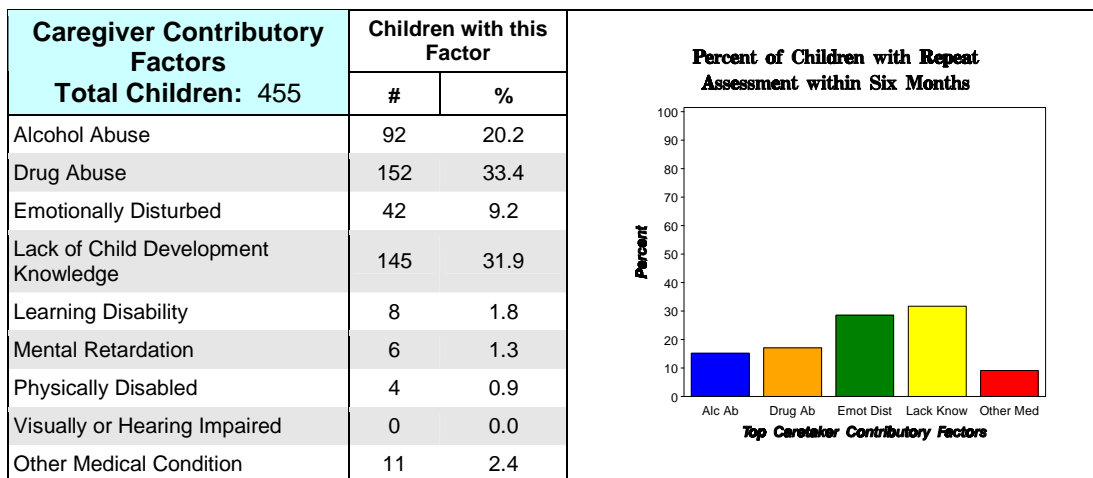 Caregiver Contributory
Factors
Total Children: 455
Children with this
Factor
# %
Alcohol Abuse 92 20.2
Drug Abuse 152 33.4
Emotionally Disturbed 42 9.2
Lack of Child Development
Knowledge 145 31.9
Learning Disability 8 1.8
Mental Retardation 6 1.3
Physically Disabled 4 0.9
Visually or Hearing Impaired 0 0.0
Other Medical Condition 11 2.4
Percent of Children with Repeat
Assessment within Six Months
100
90
80
70
60
50
40
30
20
10
0
Percent
Alc Ab Drug Ab Emot Dist Lack Know Other Med
Top Caretaker Contributory Factors